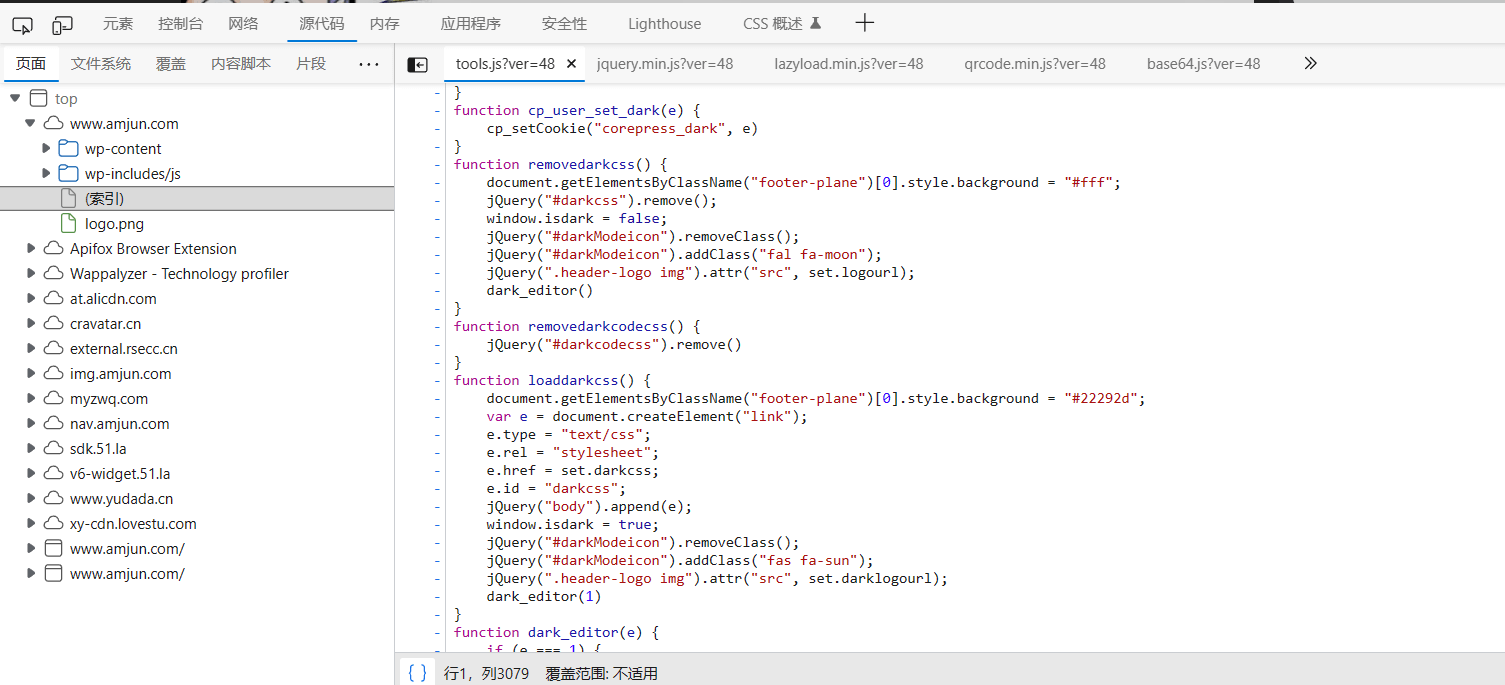 元素 控制台 网络 源代码 内存 应用程序 安全性 Lighthouse CSS 概述
页面 文件系统 覆盖 内容脚本 片段 ···
tools.js?ver=48 × jquery.min.js?ver=48 lazyload.min.js?ver=48 qrcode.min.js?ver=48 base64.js?ver=48 »
top
www.amjun.com
wp-content
wp-includes/js
(索引)
logo.png
Apifox Browser Extension
Wappalyzer - Technology profiler
at.alicdn.com
cravatar.cn
external.rsecc.cn
img.amjun.com
myzwq.com
nav.amjun.com
sdk.51.la
v6-widget.51.la
www.yudada.cn
xy-cdn.lovestu.com
www.amjun.com/
www.amjun.com/
- }
- function cp_user_set_dark(e) {
- cp_setCookie("corepress_dark", e)
- }
- function removedarkcss() {
- document.getElementsByClassName("footer-plane")[0].style.background = "#fff";
- jQuery("#darkcss").remove();
- window.isdark = false;
- jQuery("#darkModeicon").removeClass();
- jQuery("#darkModeicon").addClass("fal fa-moon");
- jQuery(".header-logo img").attr("src", set.logourl);
- dark_editor()
- }
- function removedarkcodecss() {
- jQuery("#darkcodecss").remove()
- }
- function loaddarkcss() {
- document.getElementsByClassName("footer-plane")[0].style.background = "#22292d";
- var e = document.createElement("link");
- e.type = "text/css";
- e.rel = "stylesheet";
- e.href = set.darkcss;
- e.id = "darkcss";
- jQuery("body").append(e);
- window.isdark = true;
- jQuery("#darkModeicon").removeClass();
- jQuery("#darkModeicon").addClass("fas fa-sun");
- jQuery(".header-logo img").attr("src", set.darklogourl);
- dark_editor(1)
- }
- function dark_editor(e) {
- if (e === 1) {
{ } 行1，列3079 覆盖范围: 不适用